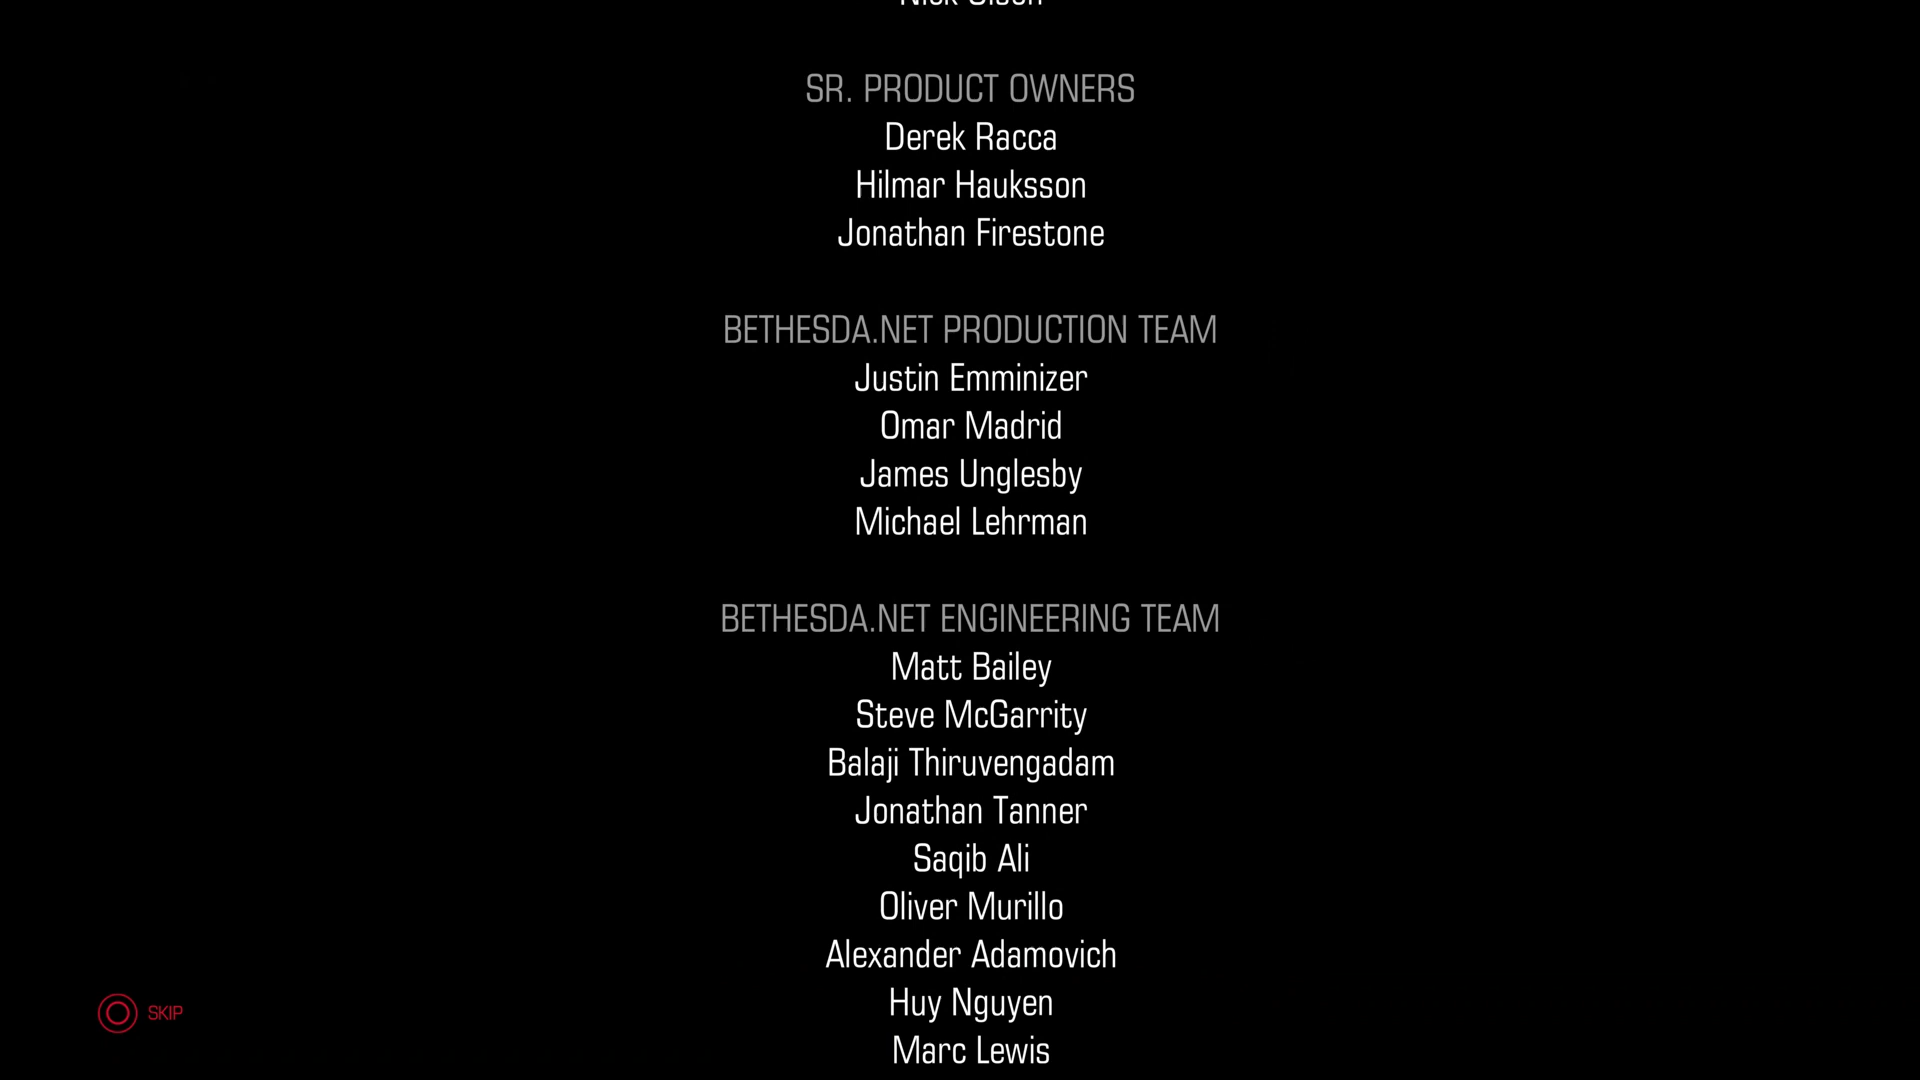 SR. PRODUCT OWNERS
Derek Racca
Hilmar Hauksson
Jonathan Firestone
BETHESDA.NET PRODUCTION TEAM
Justin Emminizer
Omar Madrid
James Unglesby
Michael Lehrman
BETHESDA.NET ENGINEERING TEAM
Matt Bailey
Steve McGarrity
Balaji Thiruvengadam
Jonathan Tanner
Saqib Ali
Oliver Murillo
Alexander Adamovich
Huy Nguyen
Marc Lewis
SKIP